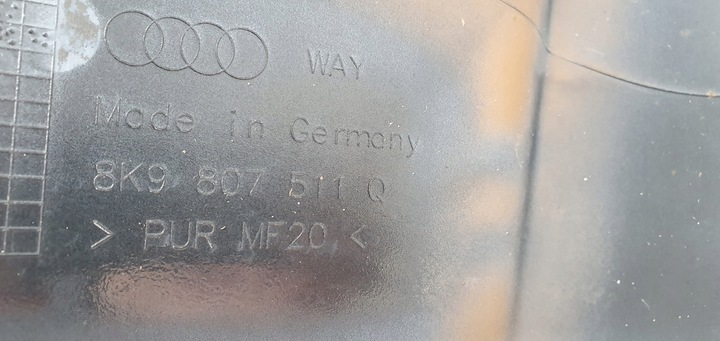 WAY
Made in Germany
8K9 807 511 Q
> PUR MF20 <